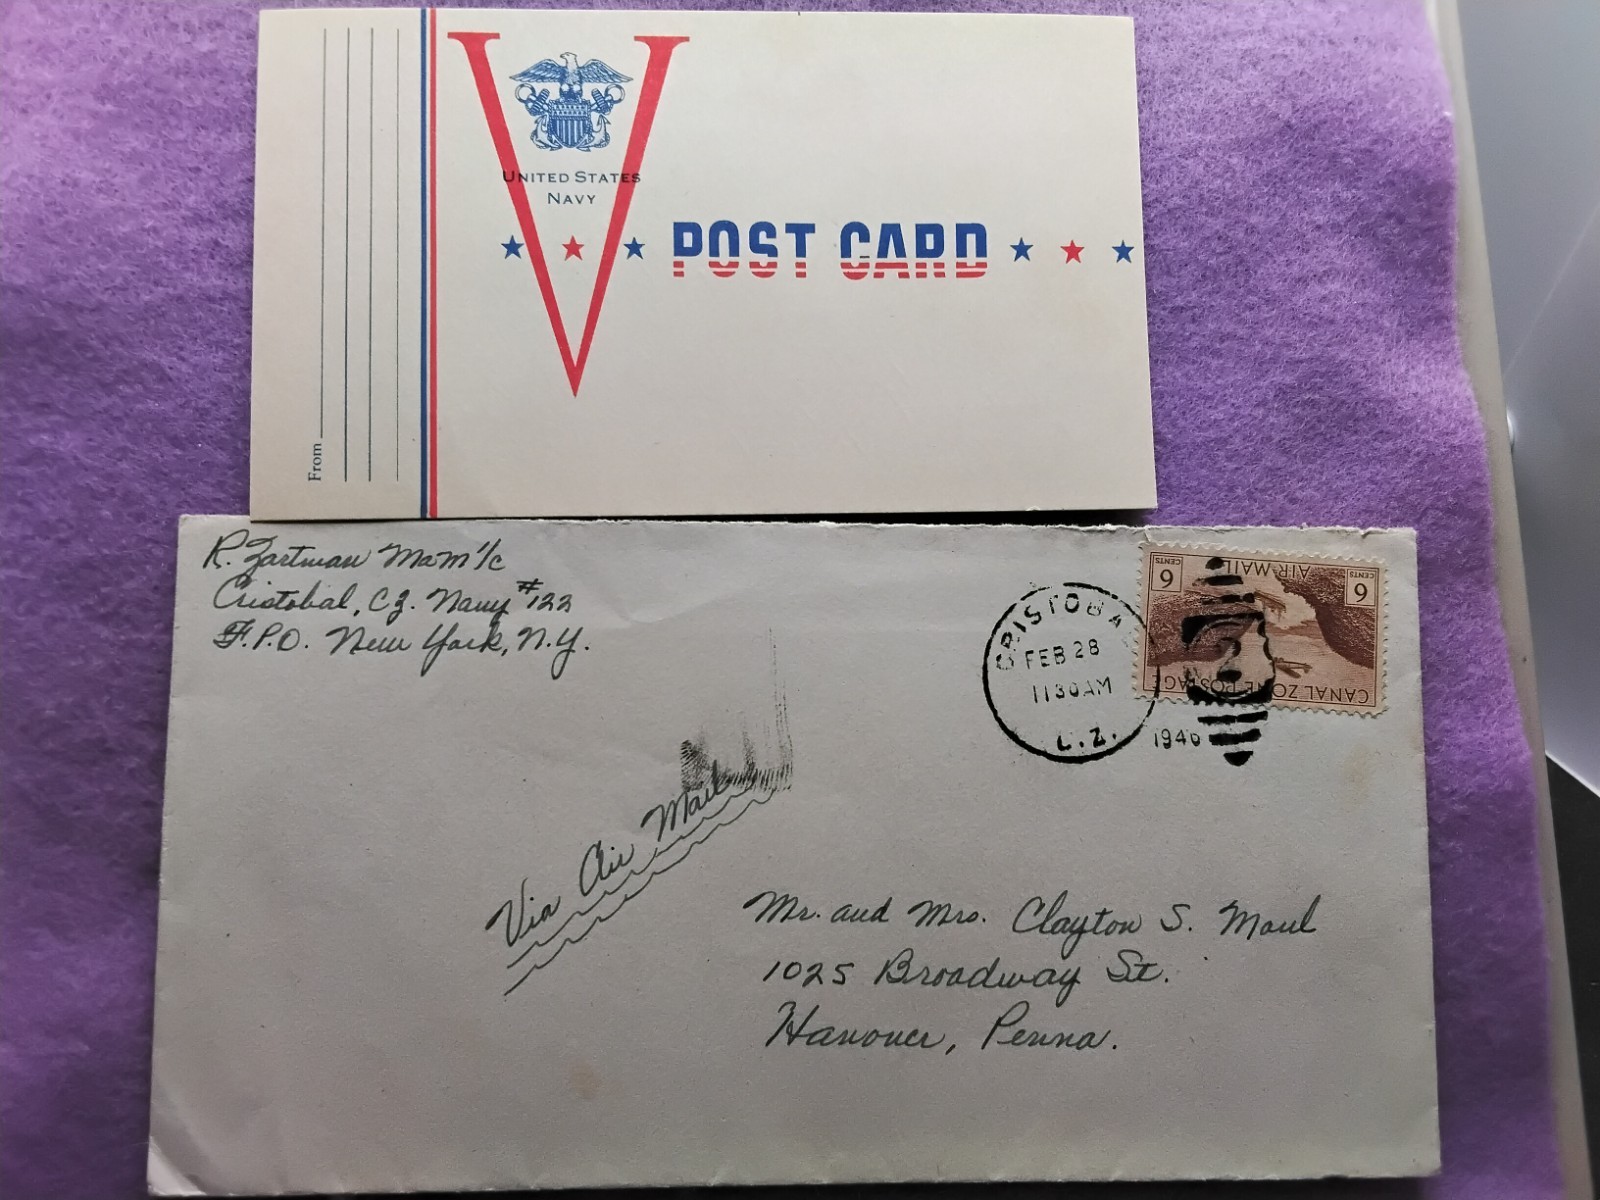 UNITED STATES
NAVY
POST CARD
From
R. Zartman MoMM 1/c
Cristobal, C.Z. Navy #122
F.P.O. New York, N.Y.
CRISTOBAL
FEB 28
1130 AM
C.Z.
1946
6 CENTS
AIR MAIL
6 CENTS
CANAL ZONE POSTAGE
Via Air Mail
Mr. and Mrs. Clayton S. Maul
1025 Broadway St.
Hanover, Penna.